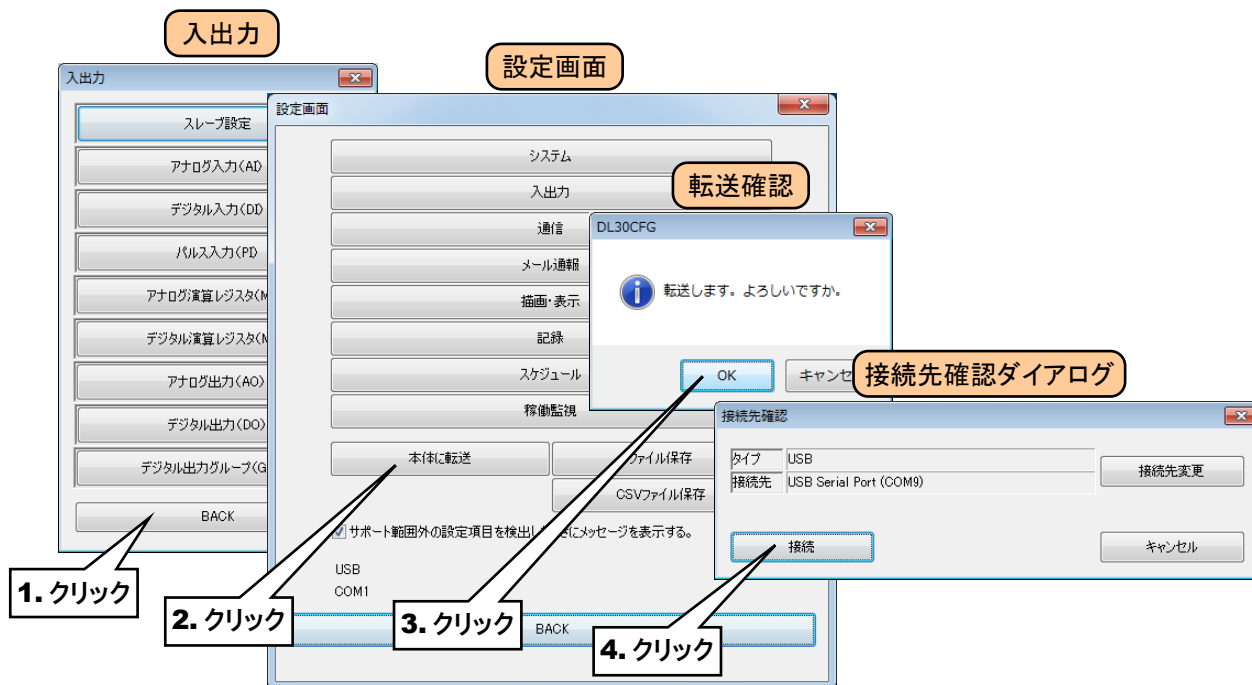 入出力
設定画面
転送確認
接続先確認ダイアログ
入出力
スレーブ設定
アナログ入力(AI)
デジタル入力(DI)
パルス入力(PI)
アナログ演算レジスタ(M
デジタル演算レジスタ(M
アナログ出力(AO)
デジタル出力(DO)
デジタル出力グループ(G
BACK
1. クリック
設定画面
システム
入出力
通信
メール通報
描画・表示
記録
スケジュール
稼働監視
本体に転送
ファイル保存
CSVファイル保存
サポート範囲外の設定項目を検出し
きにメッセージを表示する。
USB
COM1
BACK
2. クリック
DL30CFG
転送します。よろしいですか。
OK
キャンセ
3. クリック
接続先確認
タイプ USB
接続先 USB Serial Port (COM9)
接続先変更
接続
キャンセル
4. クリック